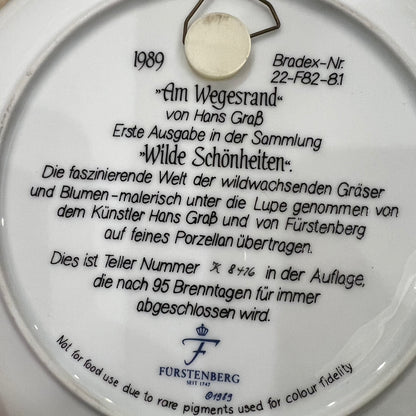 1989
Bradex-Nr.
22-F82-8.1
"Am Wegesrand"
von Hans Graß
Erste Ausgabe in der Sammlung
"Wilde Schönheiten".
Die faszinierende Welt der wildwachsenden Gräser
und Blumen-malerisch unter die Lupe genommen von
dem Künstler Hans Graß und von Fürstenberg
auf feines Porzellan übertragen.
Dies ist Teller Nummer K 8476 in der Auflage,
die nach 95 Brenntagen für immer
abgeschlossen wird.
F
FÜRSTENBERG
SEIT 1747
©1989
Not for food use due to rare pigments used for colour fidelity